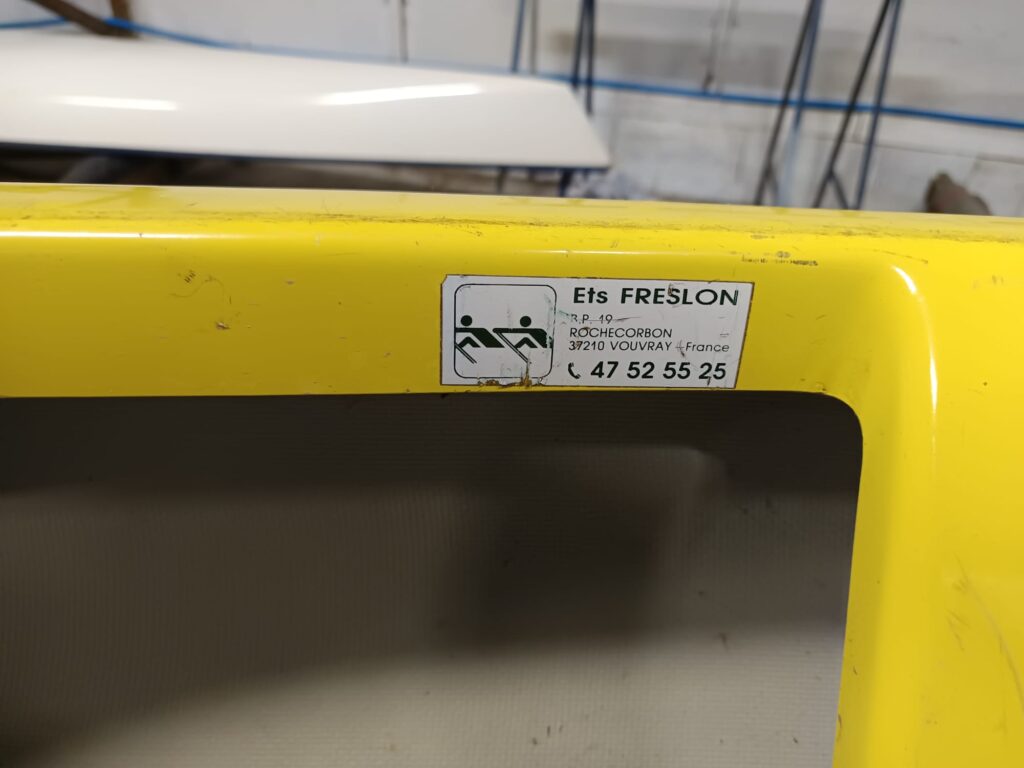 Ets FRESLON
B.P. 19
ROCHECORBON
37210 VOUVRAY - France
47 52 55 25